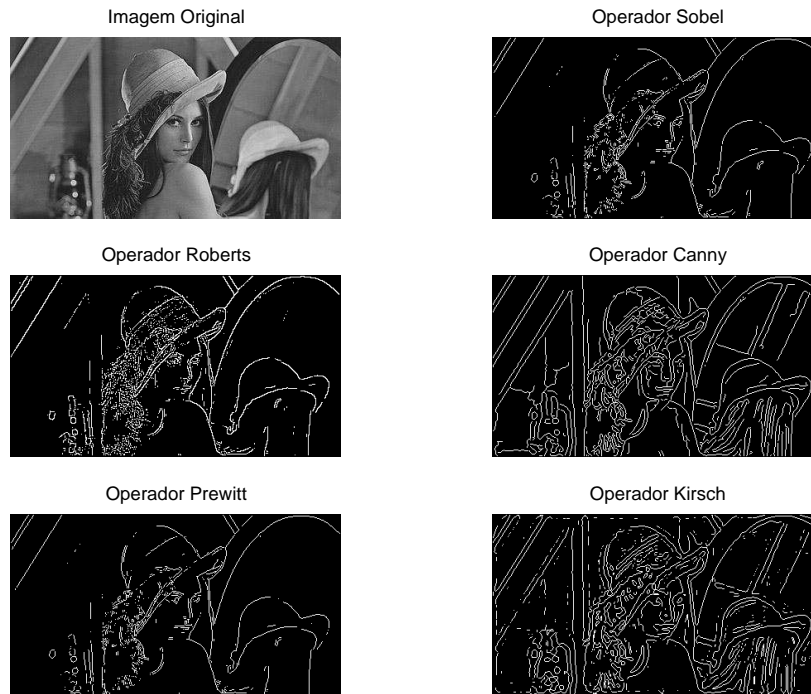 Imagem Original
Operador Sobel
Operador Roberts
Operador Canny
Operador Prewitt
Operador Kirsch